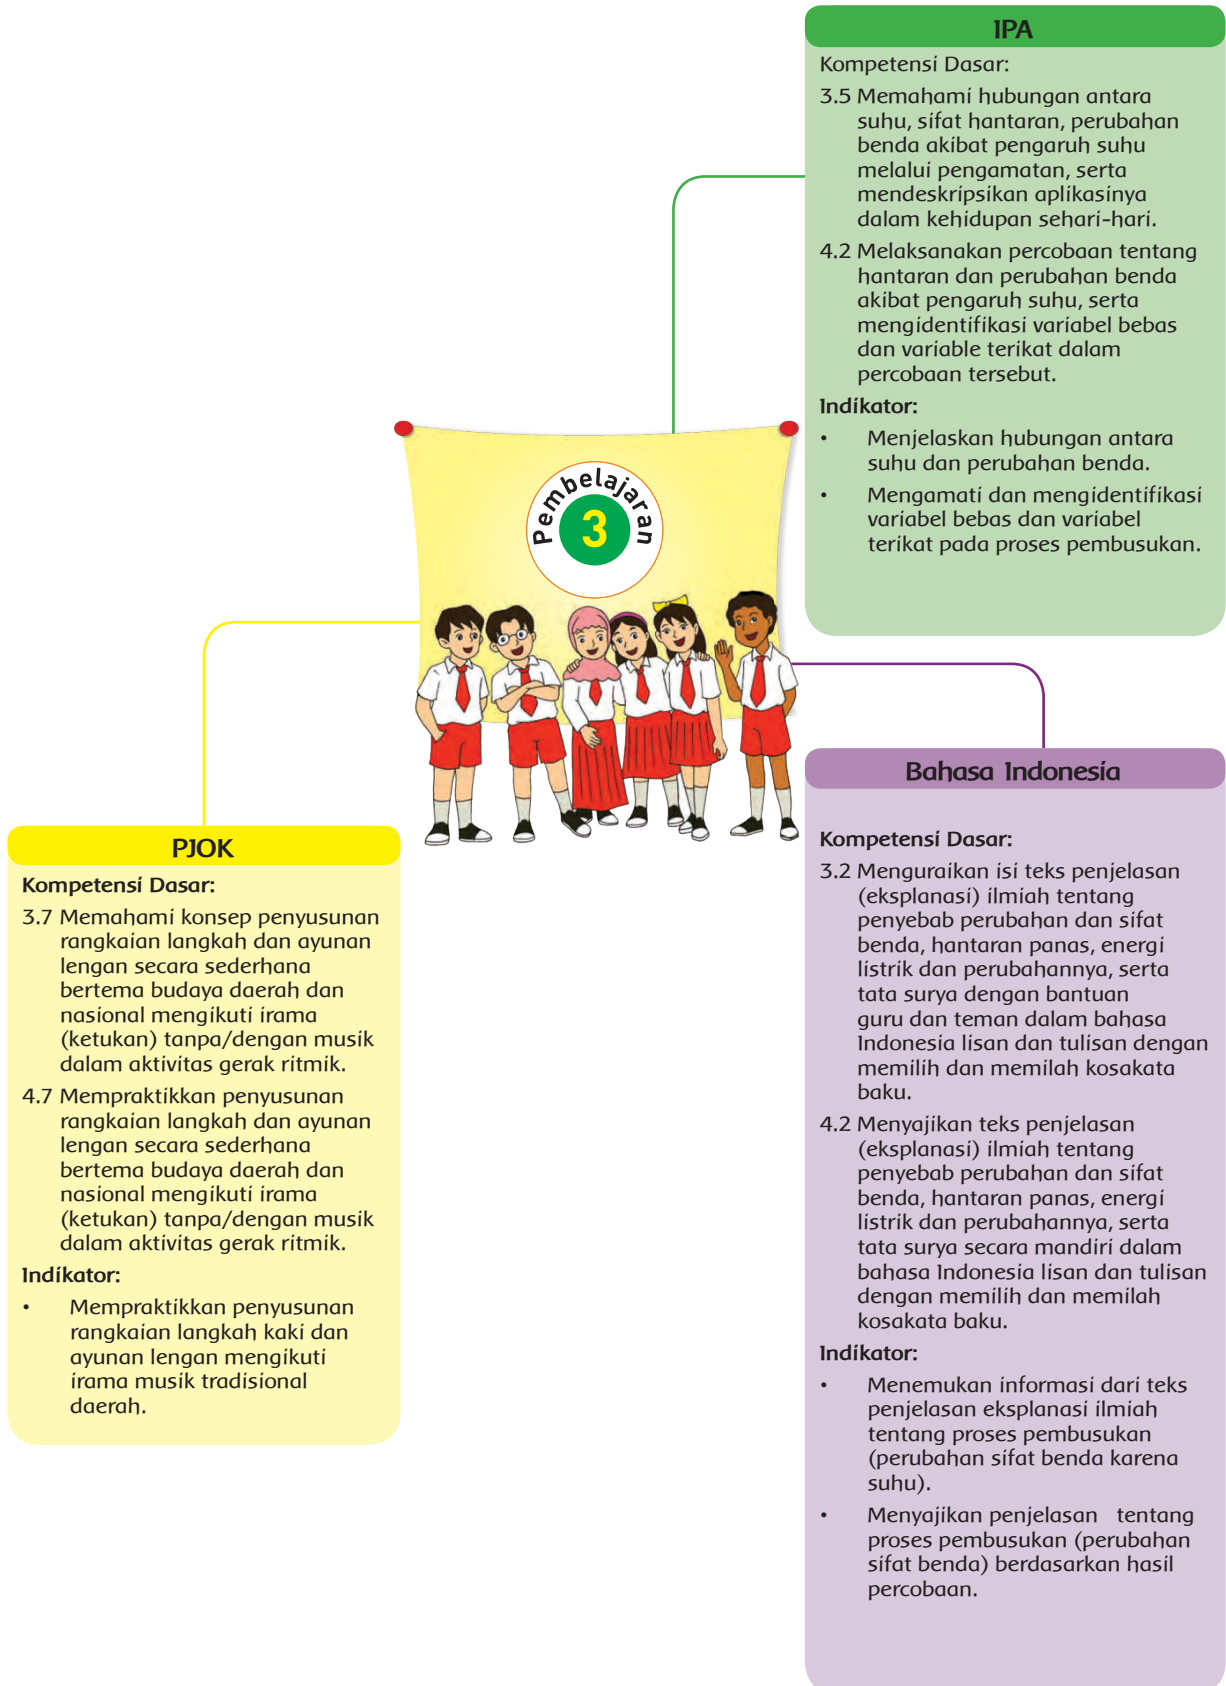 IPA
Kompetensi Dasar:
3.5 Memahami hubungan antara
suhu, sifat hantaran, perubahan
benda akibat pengaruh suhu
melalui pengamatan, serta
mendeskripsikan aplikasinya
dalam kehidupan sehari-hari.
4.2 Melaksanakan percobaan tentang
hantaran dan perubahan benda
akibat pengaruh suhu, serta
mengidentifikasi variabel bebas
dan variable terikat dalam
percobaan tersebut.
Indikator:
• Menjelaskan hubungan antara
suhu dan perubahan benda.
• Mengamati dan mengidentifikasi
variabel bebas dan variabel
terikat pada proses pembusukan.
Pembelajaran
3
Bahasa Indonesia
Kompetensi Dasar:
3.2 Menguraikan isi teks penjelasan
(eksplanasi) ilmiah tentang
penyebab perubahan dan sifat
benda, hantaran panas, energi
listrik dan perubahannya, serta
tata surya dengan bantuan
guru dan teman dalam bahasa
Indonesia lisan dan tulisan dengan
memilih dan memilah kosakata
baku.
4.2 Menyajikan teks penjelasan
(eksplanasi) ilmiah tentang
penyebab perubahan dan sifat
benda, hantaran panas, energi
listrik dan perubahannya, serta
tata surya secara mandiri dalam
bahasa Indonesia lisan dan tulisan
dengan memilih dan memilah
kosakata baku.
Indikator:
• Menemukan informasi dari teks
penjelasan eksplanasi ilmiah
tentang proses pembusukan
(perubahan sifat benda karena
suhu).
• Menyajikan penjelasan tentang
proses pembusukan (perubahan
sifat benda) berdasarkan hasil
percobaan.
PJOK
Kompetensi Dasar:
3.7 Memahami konsep penyusunan
rangkaian langkah dan ayunan
lengan secara sederhana
bertema budaya daerah dan
nasional mengikuti irama
(ketukan) tanpa/dengan musik
dalam aktivitas gerak ritmik.
4.7 Mempraktikkan penyusunan
rangkaian langkah dan ayunan
lengan secara sederhana
bertema budaya daerah dan
nasional mengikuti irama
(ketukan) tanpa/dengan musik
dalam aktivitas gerak ritmik.
Indikator:
• Mempraktikkan penyusunan
rangkaian langkah kaki dan
ayunan lengan mengikuti
irama musik tradisional
daerah.